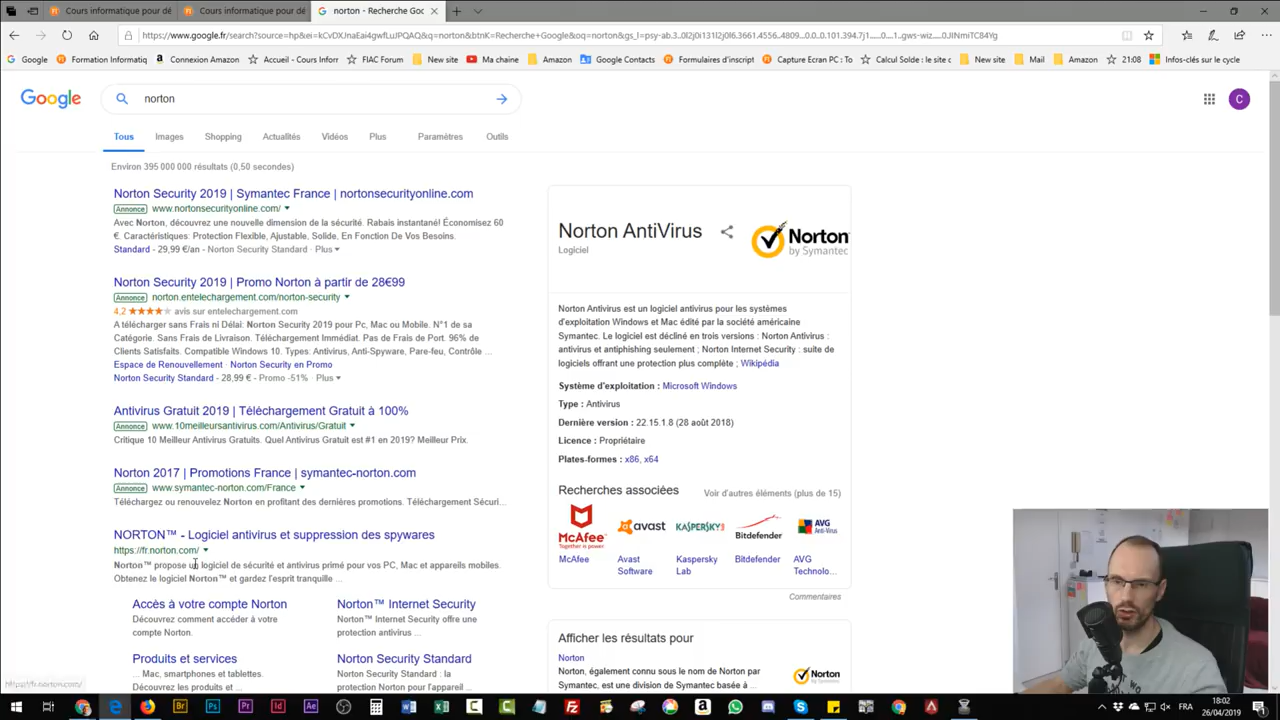 Cours informatique pour dé
Cours informatique pour dé
norton - Recherche Goo
https://www.google.fr/search?source=hp&ei=kCvDXJnaEai4gwfLuJPQAQ&q=norton&btnK=Recherche+Google&oq=norton&gs_l=psy-ab.3..0l2j0i131l2j0l6.3661.4556..4809...0.0..0.101.394.7j1......0....1..gws-wiz.....0.0JINmiTC84Yg
Google
Formation Informatiq
Connexion Amazon
Accueil - Cours Inforr
FIAC Forum
New site
Ma chaine
Amazon
Google Contacts
Formulaires d'inscript
Capture Ecran PC : To
Calcul Solde : le site c
New site
Mail
Amazon
21:08
Infos-clés sur le cycle
Google
norton
C
Tous
Images
Shopping
Actualités
Vidéos
Plus
Paramètres
Outils
Environ 395 000 000 résultats (0,50 secondes)
Norton Security 2019 | Symantec France | nortonsecurityonline.com
Annonce www.nortonsecurityonline.com/
Avec Norton, découvrez une nouvelle dimension de la sécurité. Rabais instantané! Économisez 60
€. Caractéristiques: Protection Flexible, Ajustable, Soliste, En Fonction De Vos Besoins.
Standard - 29,99 €/an - Norton Security Standard · Plus
Norton Security 2019 | Promo Norton à partir de 28€99
Annonce norton.entelechargement.com/norton-security
4,2 avis sur entelechargement.com
A télécharger sans Frais ni Délai: Norton Security 2019 pour Pc, Mac ou Mobile. N°1 de sa
Catégorie. Sans Frais de Livraison. Téléchargement Immédiat. Pas de Frais de Port. 96% de
Clients Satisfaits. Compatible Windows 10. Types: Antivirus, Anti-Spyware, Pare-feu, Contrôle ...
Espace de Renouvellement · Norton Security en Promo
Norton Security Standard - 28,99 € - Promo -51% · Plus
Antivirus Gratuit 2019 | Téléchargement Gratuit à 100%
Annonce www.10meilleursantivirus.com/Antivirus/Gratuit
Critique 10 Meilleur Antivirus Gratuits. Quel Antivirus Gratuit est #1 en 2019? Meilleur Prix.
Norton 2017 | Promotions France | symantec-norton.com
Annonce www.symantec-norton.com/France
Téléchargez ou renouvelez Norton en profitant des dernières promotions. Téléchargement Sécuri...
NORTON™ - Logiciel antivirus et suppression des spywares
https://fr.norton.com/
Norton™ propose un logiciel de sécurité et antivirus primé pour vos PC, Mac et appareils mobiles.
Obtenez le logiciel Norton™ et gardez l'esprit tranquille ...
Accès à votre compte Norton
Découvrez comment accéder à votre
compte Norton.
Norton™ Internet Security
Norton™ Internet Security offre une
protection antivirus ...
Produits et services
... Mac, smartphones et tablettes.
Découvrez les produits et ...
Norton Security Standard
Norton Security Standard : la
protection Norton pour l'appareil ...
https://fr.norton.com/
Norton AntiVirus
Logiciel
Norton
by Symantec
Norton Antivirus est un logiciel antivirus pour les systèmes
d'exploitation Windows et Mac édité par la société américaine
Symantec. Le logiciel est décliné en trois versions : Norton Antivirus :
antivirus et antiphishing seulement ; Norton Internet Security : suite de
logiciels offrant une protection plus complète ; Wikipédia
Système d'exploitation : Microsoft Windows
Type : Antivirus
Dernière version : 22.15.1.8 (28 août 2018)
Licence : Propriétaire
Plates-formes : x86, x64
Recherches associées
Voir d'autres éléments (plus de 15)
McAfee
Together is power
avast
KASPERSKY
Bitdefender
AVG
McAfee
Avast
Software
Kaspersky
Lab
Bitdefender
AVG
Technolo...
Commentaires
Afficher les résultats pour
Norton
Norton, également connu sous le nom de Norton par
Symantec, est une division de Symantec basée à ...
Norton
by Symantec
FRA
18:02
26/04/2019